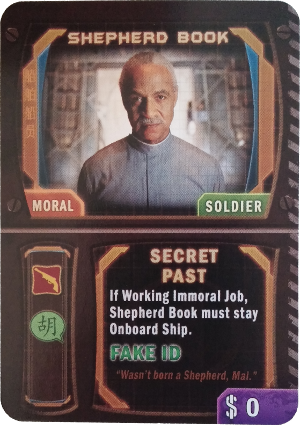 SHEPHERD BOOK
MORAL
SOLDIER
胡
SECRET
PAST
If Working Immoral Job,
Shepherd Book must stay
Onboard Ship.
FAKE ID
"Wasn't born a Shepherd, Mal."
$ 0